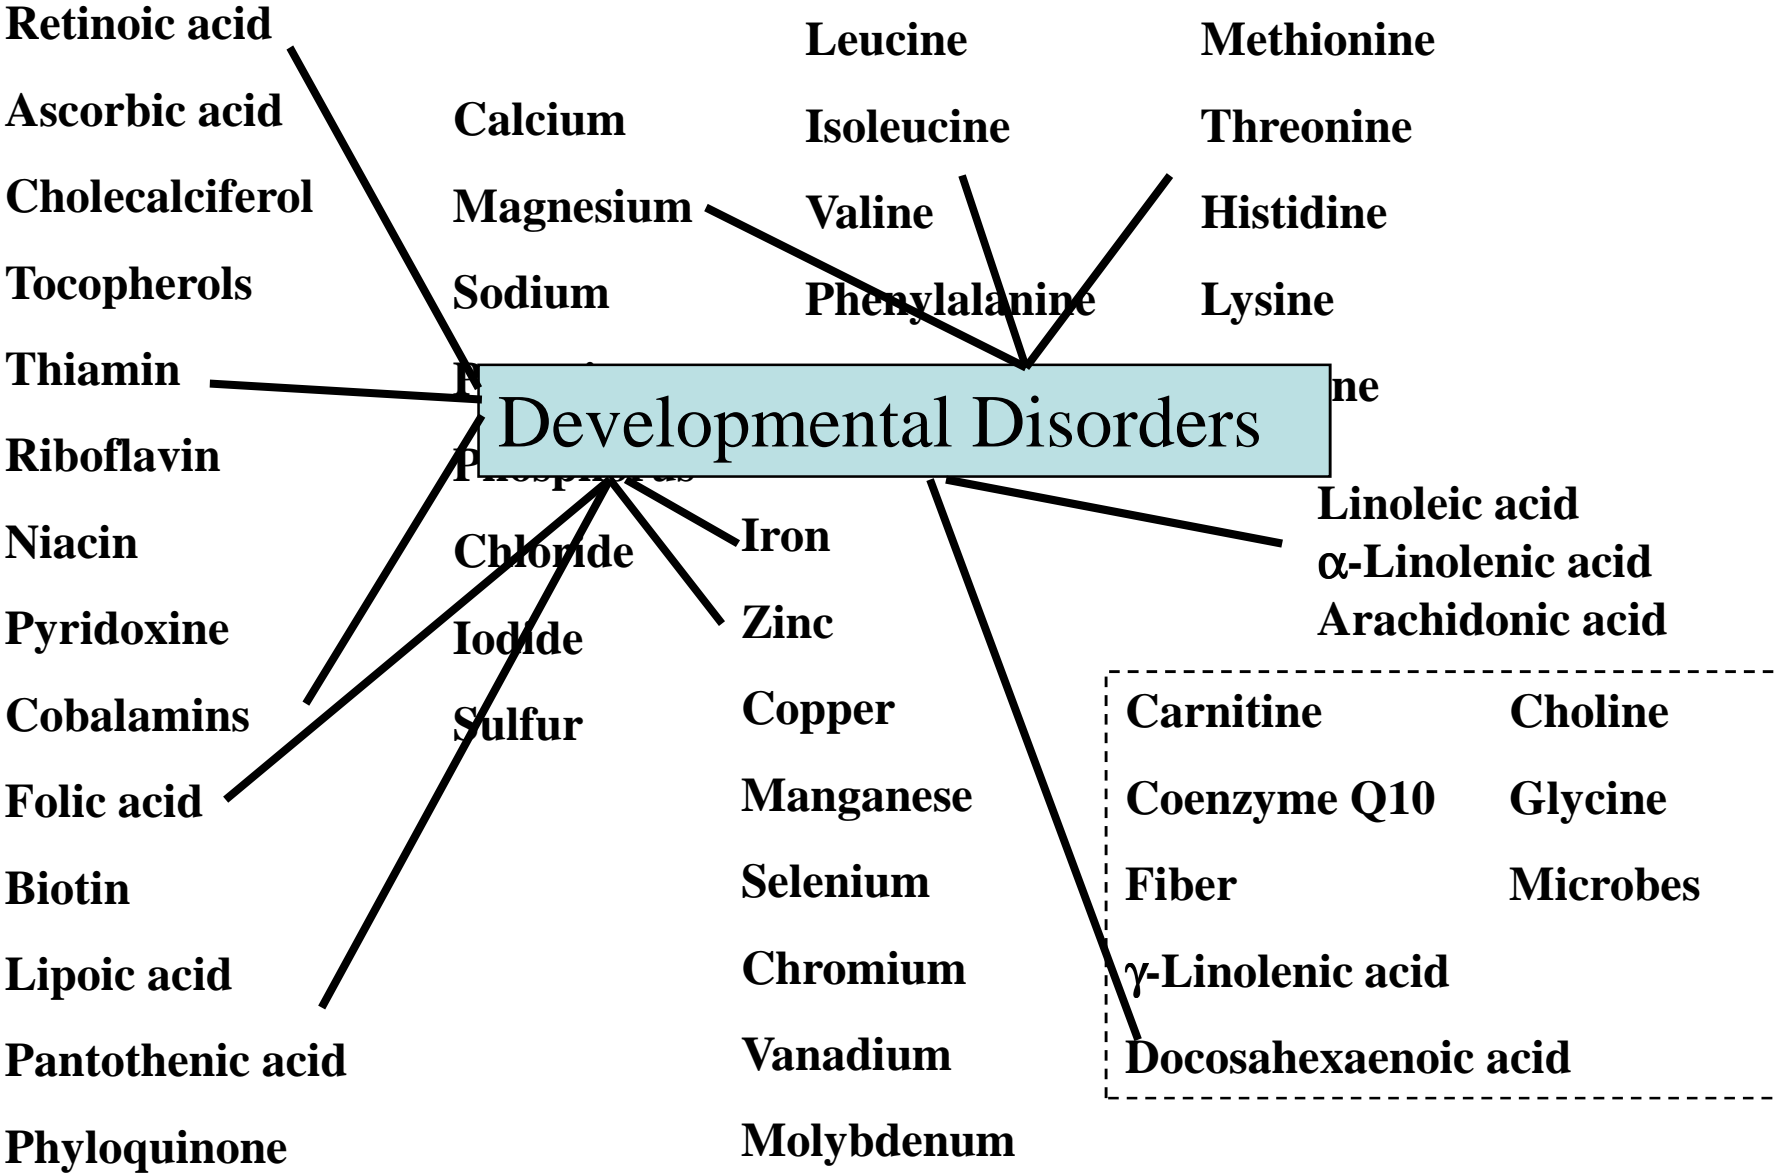 Retinoic acid
Ascorbic acid
Cholecalciferol
Tocopherols
Thiamin
Riboflavin
Niacin
Pyridoxine
Cobalamins
Folic acid
Biotin
Lipoic acid
Pantothenic acid
Phyloquinone
Calcium
Magnesium
Sodium
Phosphorus
Chloride
Iodide
Sulfur
Leucine
Isoleucine
Valine
Phenylalanine
Methionine
Threonine
Histidine
Lysine
Developmental Disorders
Iron
Zinc
Copper
Manganese
Selenium
Chromium
Vanadium
Molybdenum
Linoleic acid
α-Linolenic acid
Arachidonic acid
Carnitine
Coenzyme Q10
Fiber
γ-Linolenic acid
Docosahexaenoic acid
Choline
Glycine
Microbes